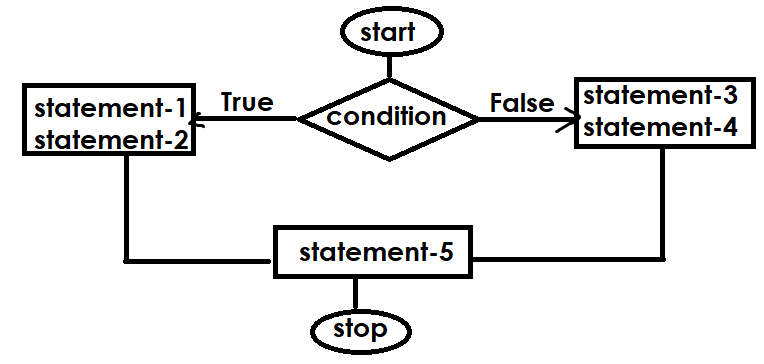 start
True
condition
False
statement-1
statement-2
statement-3
statement-4
statement-5
stop